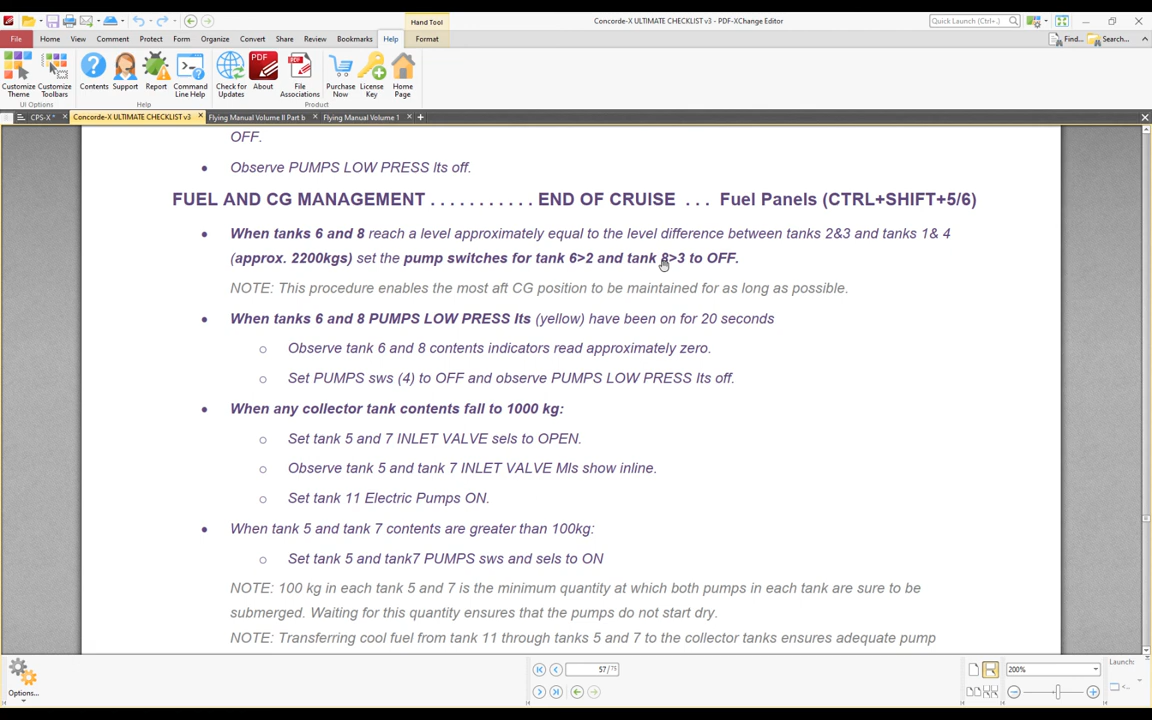 Hand Tool
Concorde-X ULTIMATE CHECKLIST v3 - PDF-XChange Editor
Quick Launch (Ctrl+.)
File Home View Comment Protect Form Organize Convert Share Review Bookmarks Help Format
Find... Search...
Customize Theme
Customize Toolbars
Contents
Support
Report
Command Line Help
Check for Updates
PDF
About
PDF
File Associations
Purchase Now
License Key
Home Page
UI Options
Help
Product
CPS-X *
Concorde-X ULTIMATE CHECKLIST v3
Flying Manual Volume II Part b
Flying Manual Volume 1
OFF.
Observe PUMPS LOW PRESS lts off.
FUEL AND CG MANAGEMENT . . . . . . . . . . . END OF CRUISE . . . Fuel Panels (CTRL+SHIFT+5/6)
When tanks 6 and 8 reach a level approximately equal to the level difference between tanks 2&3 and tanks 1& 4
(approx. 2200kgs) set the pump switches for tank 6>2 and tank 8>3 to OFF.
NOTE: This procedure enables the most aft CG position to be maintained for as long as possible.
When tanks 6 and 8 PUMPS LOW PRESS lts (yellow) have been on for 20 seconds
Observe tank 6 and 8 contents indicators read approximately zero.
Set PUMPS sws (4) to OFF and observe PUMPS LOW PRESS lts off.
When any collector tank contents fall to 1000 kg:
Set tank 5 and 7 INLET VALVE sels to OPEN.
Observe tank 5 and tank 7 INLET VALVE MIs show inline.
Set tank 11 Electric Pumps ON.
When tank 5 and tank 7 contents are greater than 100kg:
Set tank 5 and tank7 PUMPS sws and sels to ON
NOTE: 100 kg in each tank 5 and 7 is the minimum quantity at which both pumps in each tank are sure to be
submerged. Waiting for this quantity ensures that the pumps do not start dry.
NOTE: Transferring cool fuel from tank 11 through tanks 5 and 7 to the collector tanks ensures adequate pump
Options...
57/75
200%
Launch: